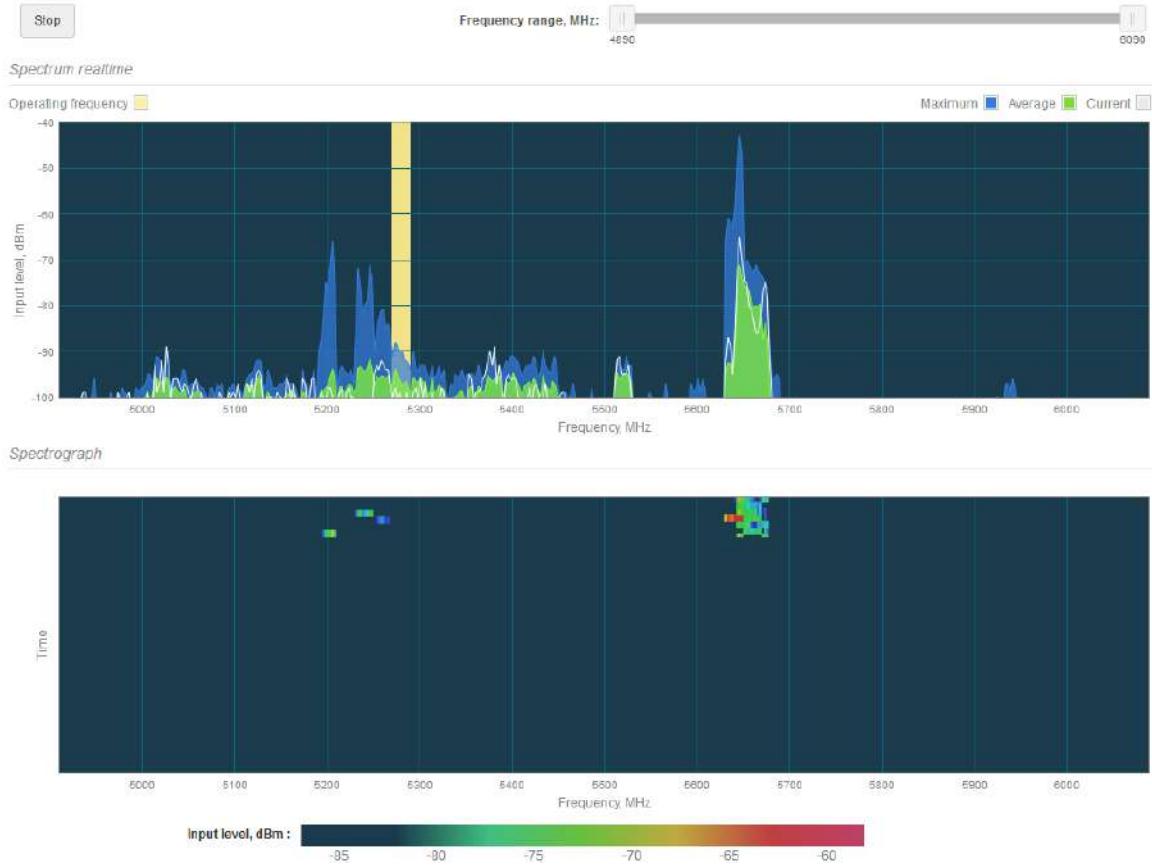 Stop
Frequency range, MHz:
4890 6090
Spectrum realtime
Operating frequency
Maximum Average Current
-40
-50
-60
-70
-80
-90
-100
Input level, dBm
5000 5100 5200 5300 5400 5500 5600 5700 5800 5900 6000
Frequency, MHz
Spectrograph
Time
5000 5100 5200 5300 5400 5500 5600 5700 5800 5900 6000
Frequency, MHz
Input level, dBm :
-85 -80 -75 -70 -65 -60